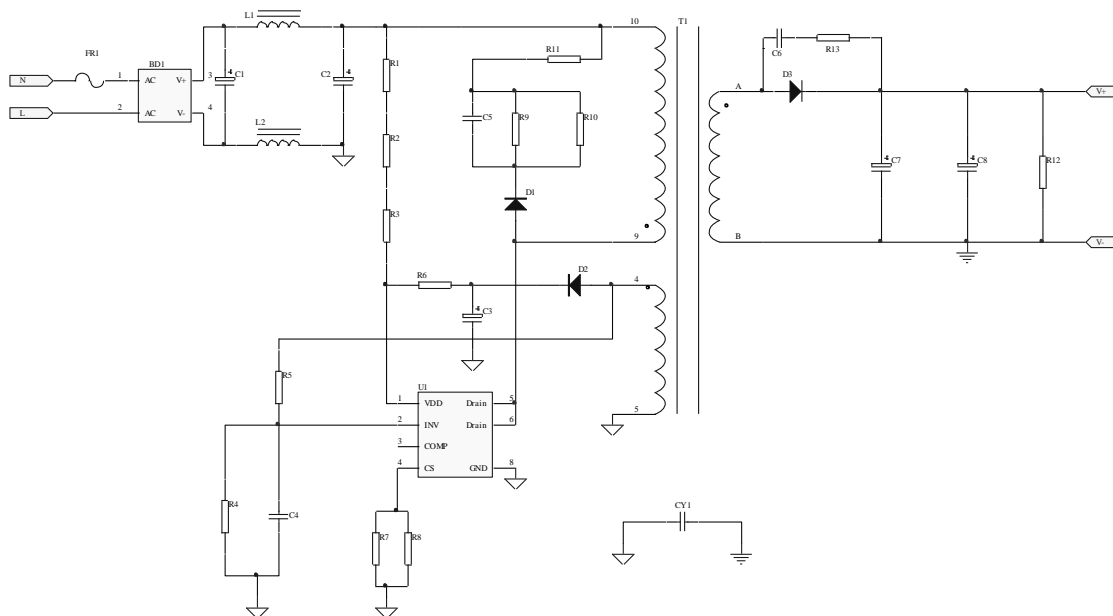 L1
10
T1
C6
R13
FR1
BD1
R11
N
1
AC
V+
3
C1
C2
R1
D3
A
V+
L
2
AC
V-
4
L2
C5
R9
R10
R2
C7
C8
R12
D1
R3
9
B
V-
R6
D2
4
C3
R5
U1
1
VDD
Drain
5
5
2
INV
Drain
6
3
COMP
4
CS
GND
8
R4
C4
R7
R8
CY1